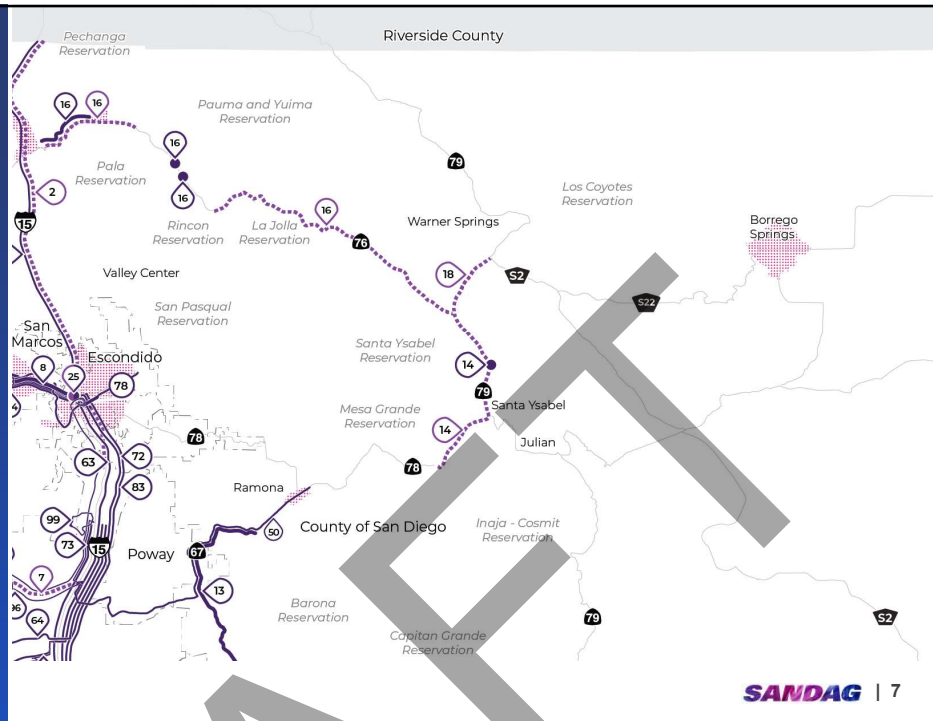 Pechanga
Reservation
Riverside County
16
16
Pauma and Yuima
Reservation
16
79
Pala
Reservation
2
16
Los Coyotes
Reservation
15
16
Warner Springs
Borrego
Springs
Rincon
Reservation
La Jolla
Reservation
76
Valley Center
18
S2
S22
San Pasqual
Reservation
San
Marcos
Escondido
Santa Ysabel
Reservation
8
25
78
14
79
Santa Ysabel
4
Mesa Grande
Reservation
14
78
Julian
63
72
78
83
Ramona
99
50
County of San Diego
Inaja - Cosmit
Reservation
73
15
Poway
67
7
13
96
64
Barona
Reservation
79
S2
Capitan Grande
Reservation
DRAFT
SANDAG | 7